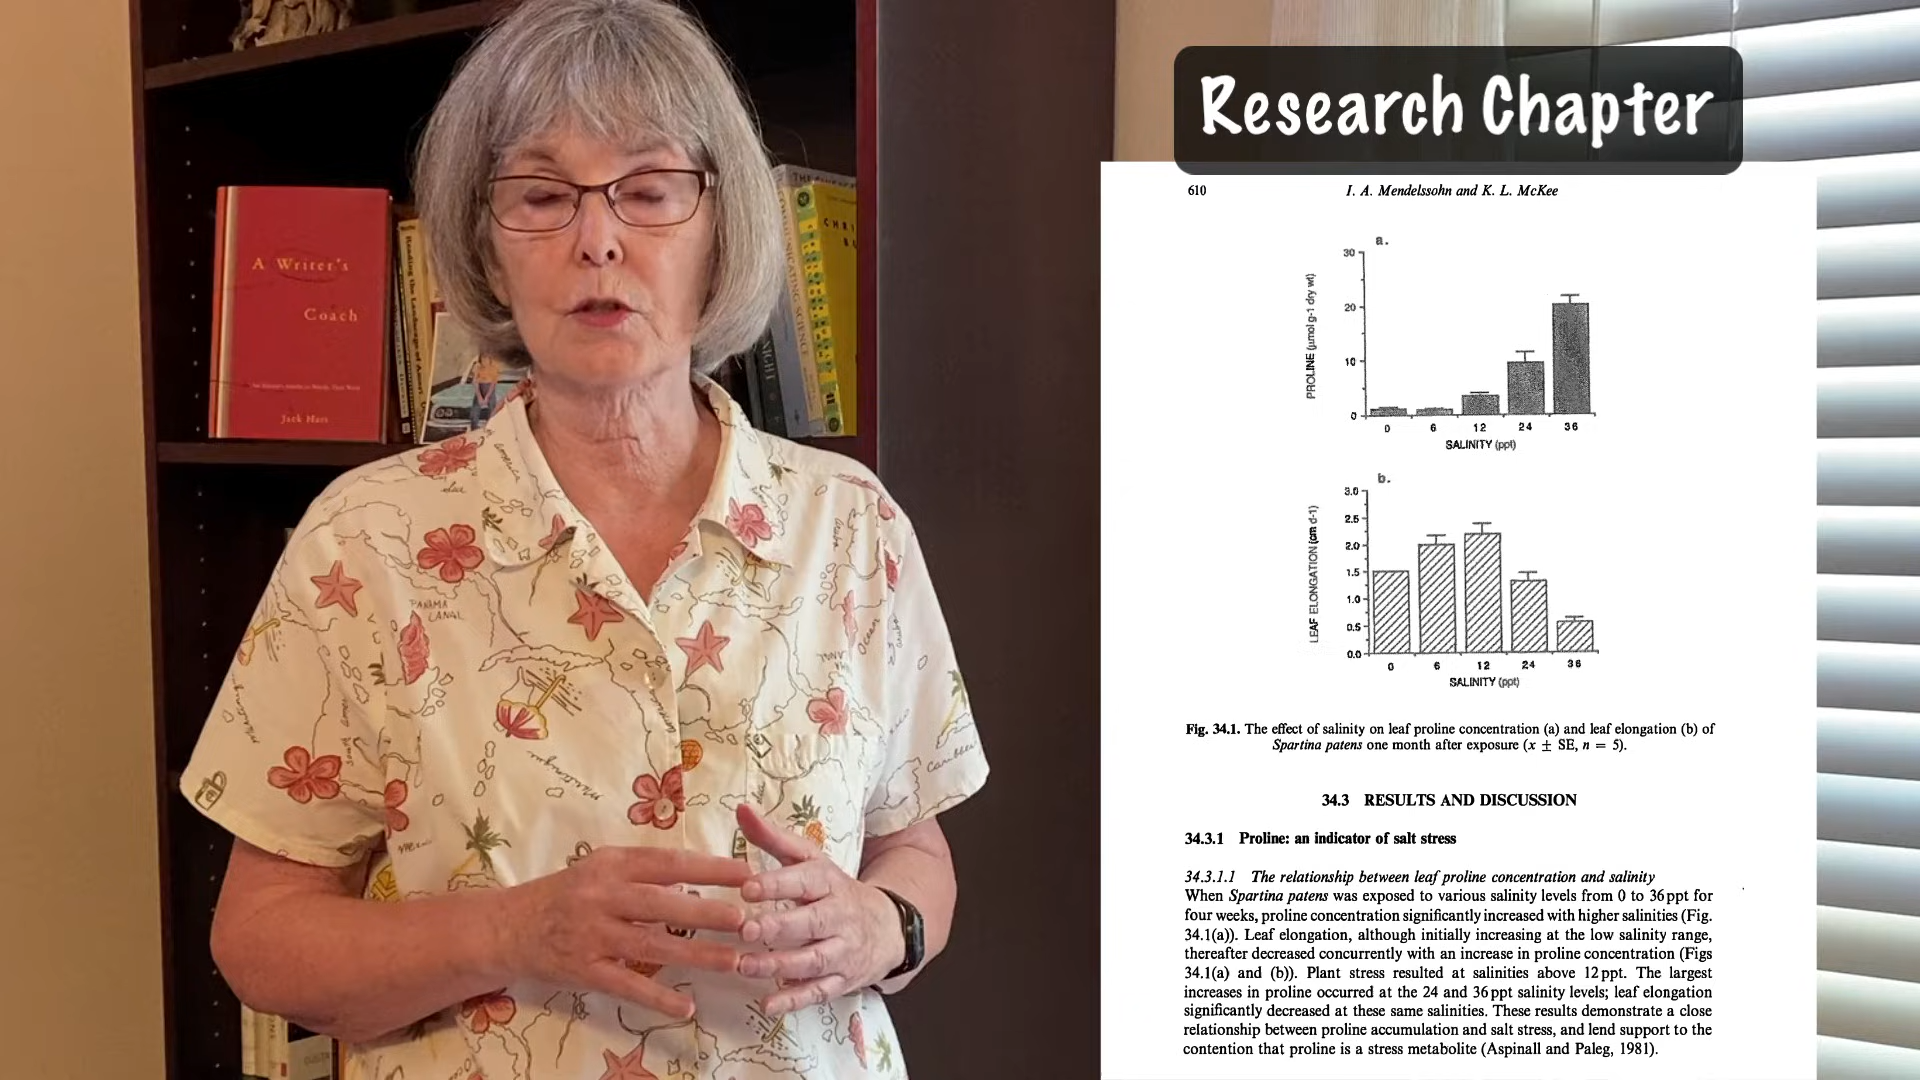 Research Chapter
A Writer's
Coach
Jack Hart
COMMUNICATING SCIENCE
PANAMA
CANAL
Martinique
Caribbean
610
I. A. Mendelssohn and K. L. McKee
a.
PROLINE (µmol g-1 dry wt)
30
20
10
0
0 6 12 24 36
SALINITY (ppt)
b.
LEAF ELONGATION (cm d-1)
3.0
2.5
2.0
1.5
1.0
0.5
0.0
0 6 12 24 36
SALINITY (ppt)
Fig. 34.1. The effect of salinity on leaf proline concentration (a) and leaf elongation (b) of
Spartina patens one month after exposure (x ± SE, n = 5).
34.3 RESULTS AND DISCUSSION
34.3.1 Proline: an indicator of salt stress
34.3.1.1 The relationship between leaf proline concentration and salinity
When Spartina patens was exposed to various salinity levels from 0 to 36 ppt for
four weeks, proline concentration significantly increased with higher salinities (Fig.
34.1(a)). Leaf elongation, although initially increasing at the low salinity range,
thereafter decreased concurrently with an increase in proline concentration (Figs
34.1(a) and (b)). Plant stress resulted at salinities above 12 ppt. The largest
increases in proline occurred at the 24 and 36 ppt salinity levels; leaf elongation
significantly decreased at these same salinities. These results demonstrate a close
relationship between proline accumulation and salt stress, and lend support to the
contention that proline is a stress metabolite (Aspinall and Paleg, 1981).